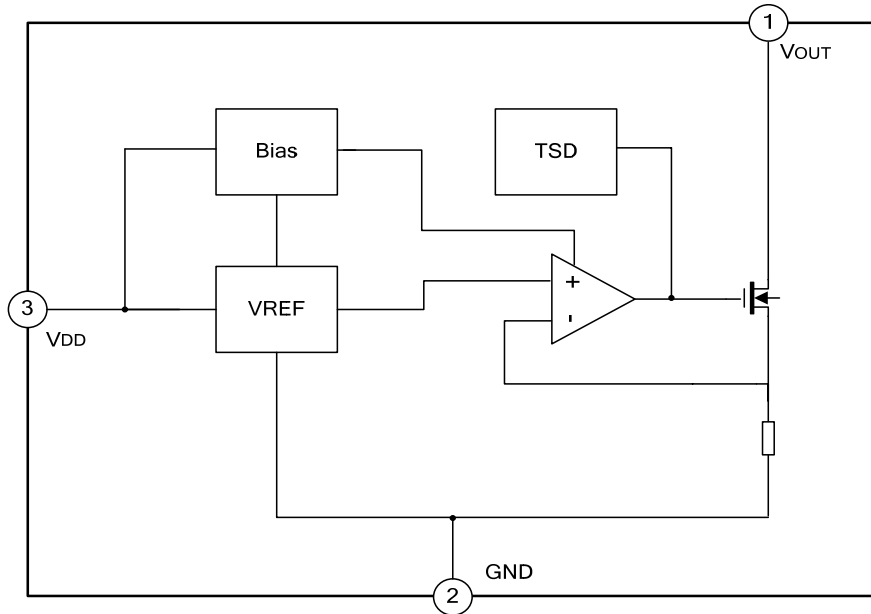 1
VOUT
Bias
TSD
+
3
VREF
-
VDD
GND
2